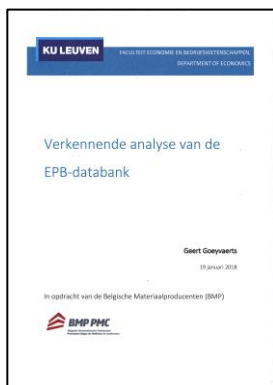 KU LEUVEN
FACULTEIT ECONOMIE EN BEDRIJFSWETENSCHAPPEN
DEPARTMENT OF ECONOMICS
Verkennende analyse van de
EPB-databank
Geert Goeyvaerts
19 januari 2018
In opdracht van de Belgische Materiaalproducenten (BMP)
BMP PMC